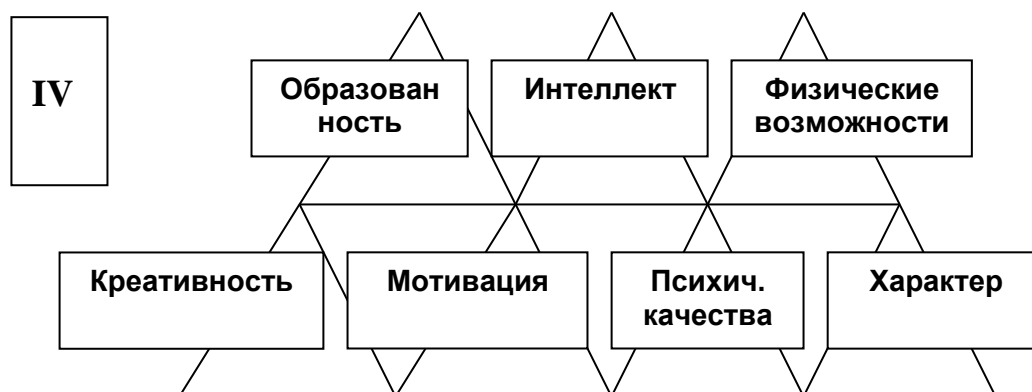 IV
Образован
ность
Интеллект
Физические
возможности
Креативность
Мотивация
Психич.
качества
Характер